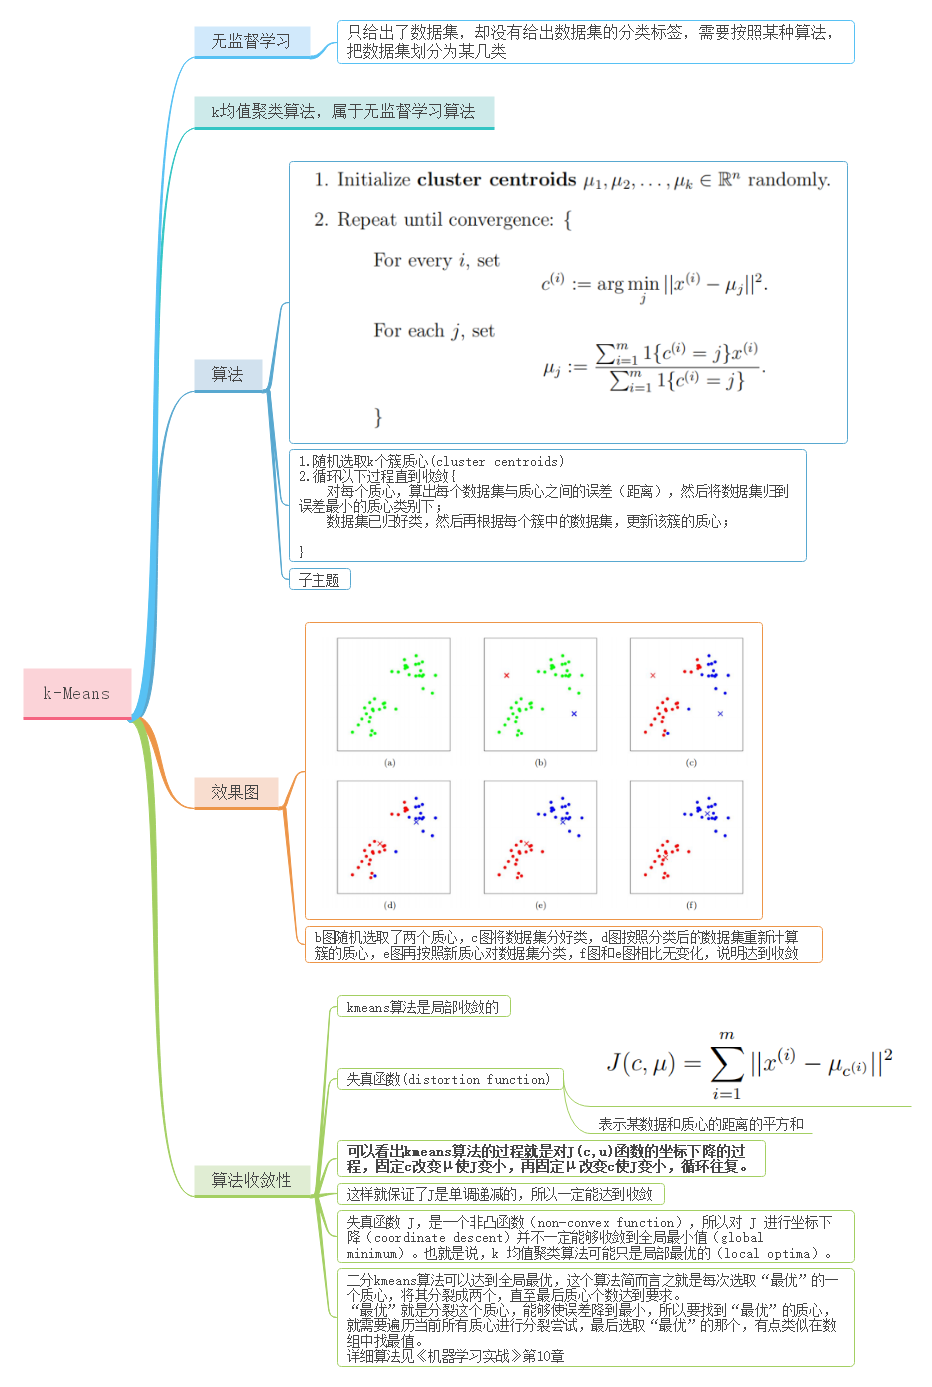 无监督学习
只给出了数据集，却没有给出数据集的分类标签，需要按照某种算法，
把数据集划分为某几类
k均值聚类算法，属于无监督学习算法
算法
1. Initialize cluster centroids μ₁, μ₂, . . . , μₖ ∈ ℝⁿ randomly.
2. Repeat until convergence: {
For every i, set
c⁽ⁱ⁾ := arg min_j ||x⁽ⁱ⁾ − μ_j||².
For each j, set
μ_j := \frac{∑_{i=1}^{m} 1{c⁽ⁱ⁾ = j}x⁽ⁱ⁾}{∑_{i=1}^{m} 1{c⁽ⁱ⁾ = j}}.
}
1.随机选取k个簇质心(cluster centroids)
2.循环以下过程直到收敛{
对每个质心，算出每个数据集与质心之间的误差（距离），然后将数据集归到
误差最小的质心类别下；
数据集已归好类，然后再根据每个簇中的数据集，更新该簇的质心；
}
子主题
k-Means
效果图
(a)
(b)
(c)
(d)
(e)
(f)
b图随机选取了两个质心，c图将数据集分好类，d图按照分类后的数据集重新计算
簇的质心，e图再按照新质心对数据集分类，f图和e图相比无变化，说明达到收敛
算法收敛性
kmeans算法是局部收敛的
失真函数(distortion function)
J(c, μ) = ∑_{i=1}^{m} ||x⁽ⁱ⁾ − μ_{c⁽ⁱ⁾}||²
表示某数据和质心的距离的平方和
可以看出kmeans算法的过程就是对J(c,u)函数的坐标下降的过
程，固定c改变μ使J变小，再固定μ改变c使J变小，循环往复。
这样就保证了J是单调递减的，所以一定能达到收敛
失真函数 J，是一个非凸函数（non-convex function），所以对 J 进行坐标下
降（coordinate descent）并不一定能够收敛到全局最小值（global
minimum）。也就是说，k 均值聚类算法可能只是局部最优的（local optima）。
二分kmeans算法可以达到全局最优，这个算法简而言之就是每次选取“最优”的一
个质心，将其分裂成两个，直至最后质心个数达到要求。
“最优”就是分裂这个质心，能够使误差降到最小，所以要找到“最优”的质心，
就需要遍历当前所有质心进行分裂尝试，最后选取“最优”的那个，有点类似在数
组中找最值。
详细算法见《机器学习实战》第10章